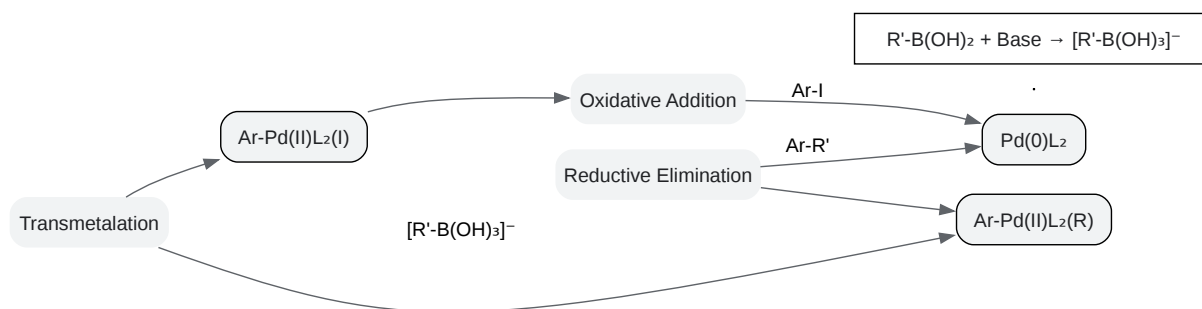 R'-B(OH)₂ + Base → [R'-B(OH)₃]⁻
.
Oxidative Addition
Ar-I
Ar-Pd(II)L₂(I)
Pd(0)L₂
Ar-R'
Reductive Elimination
Transmetalation
[R'-B(OH)₃]⁻
Ar-Pd(II)L₂(R)